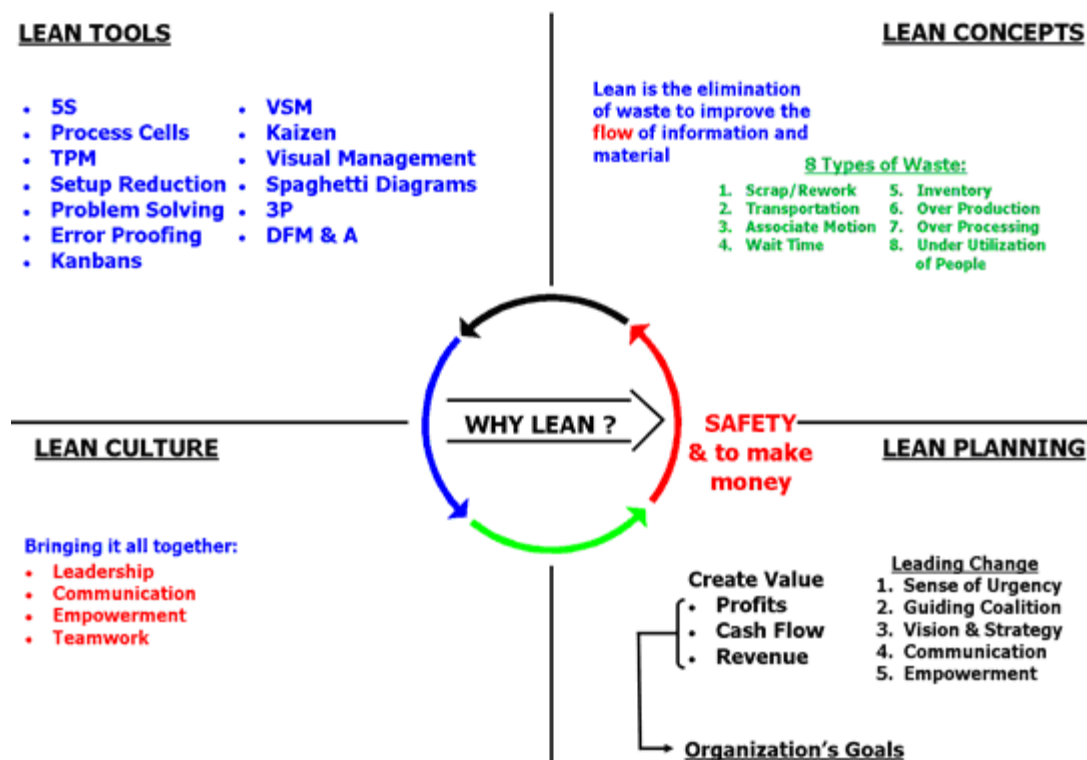 LEAN TOOLS
• 5S
• Process Cells
• TPM
• Setup Reduction
• Problem Solving
• Error Proofing
• Kanbans
• VSM
• Kaizen
• Visual Management
• Spaghetti Diagrams
• 3P
• DFM & A
LEAN CONCEPTS
Lean is the elimination
of waste to improve the
flow of information and
material
8 Types of Waste:
1. Scrap/Rework
2. Transportation
3. Associate Motion
4. Wait Time
5. Inventory
6. Over Production
7. Over Processing
8. Under Utilization
of People
WHY LEAN ?
SAFETY
& to make
money
LEAN CULTURE
Bringing it all together:
• Leadership
• Communication
• Empowerment
• Teamwork
LEAN PLANNING
Create Value
• Profits
• Cash Flow
• Revenue
Leading Change
1. Sense of Urgency
2. Guiding Coalition
3. Vision & Strategy
4. Communication
5. Empowerment
Organization's Goals